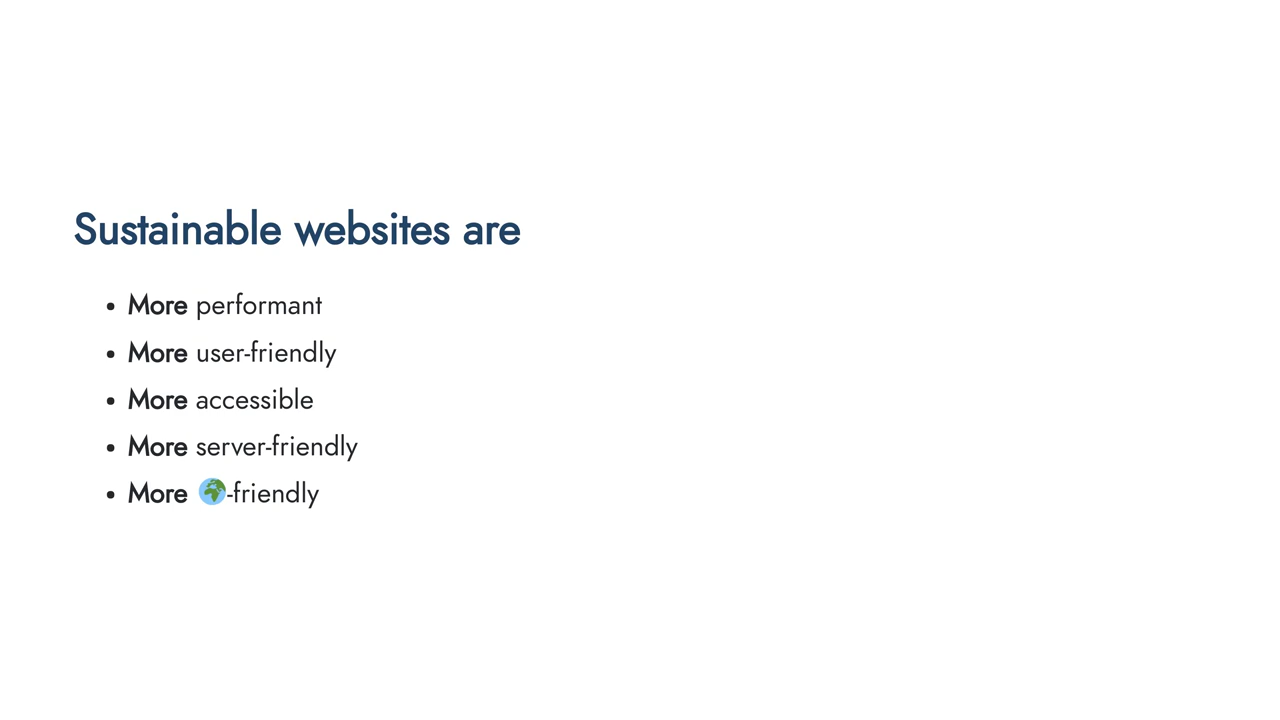 Sustainable websites are
• More performant
• More user-friendly
• More accessible
• More server-friendly
• More 🌍-friendly